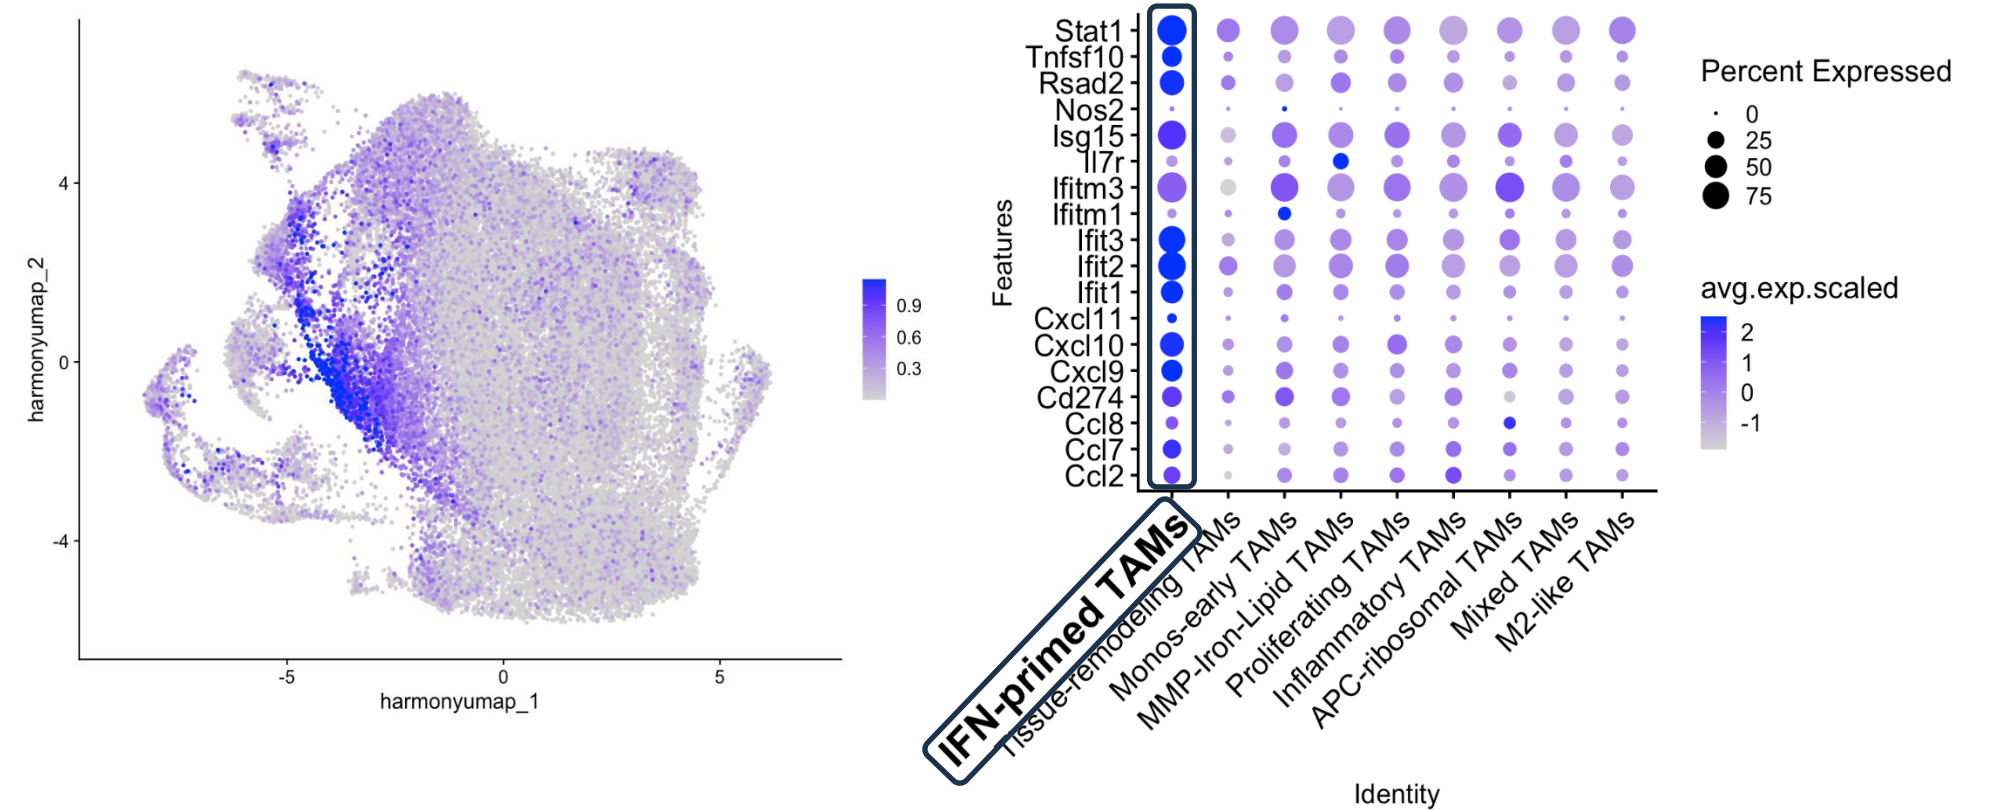 4
0
-4
harmonyumap_2
-5
0
5
harmonyumap_1
0.9
0.6
0.3
Features
Stat1
Tnfsf10
Rsad2
Nos2
Isg15
Il7r
Ifitm3
Ifitm1
Ifit3
Ifit2
Ifit1
Cxcl11
Cxcl10
Cxcl9
Cd274
Ccl8
Ccl7
Ccl2
IFN-primed TAMs
Tissue-remodeling TAMs
Monos-early TAMs
MMP-Iron-Lipid TAMs
Proliferating TAMs
Inflammatory TAMs
APC-ribosomal TAMs
Mixed TAMs
M2-like TAMs
Identity
Percent Expressed
0
25
50
75
avg.exp.scaled
2
1
0
-1